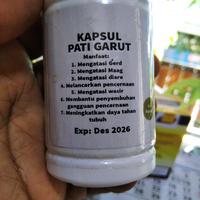 KAPSUL
PATI GARUT
Manfaat:
1. Mengatasi Gerd
2. Mengatasi Maag
3. Mengatasi diare
4. Melancarkan pencernaan
5. Mengatasi wasir
6. Membantu penyembuhan
gangguan pencernaan
7. Meningkatkan daya tahan
tubuh
Exp: Des 2026